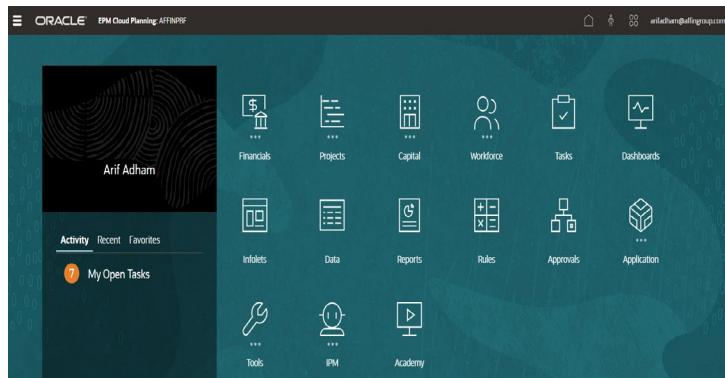 ORACLE® EPM Cloud Planning: AFFINPBF arifadham@affingroup.com
Arif Adham
Activity Recent Favorites
7 My Open Tasks
Financials Projects Capital Workforce Tasks Dashboards
Infolets Data Reports Rules Approvals Application
Tools IPM Academy